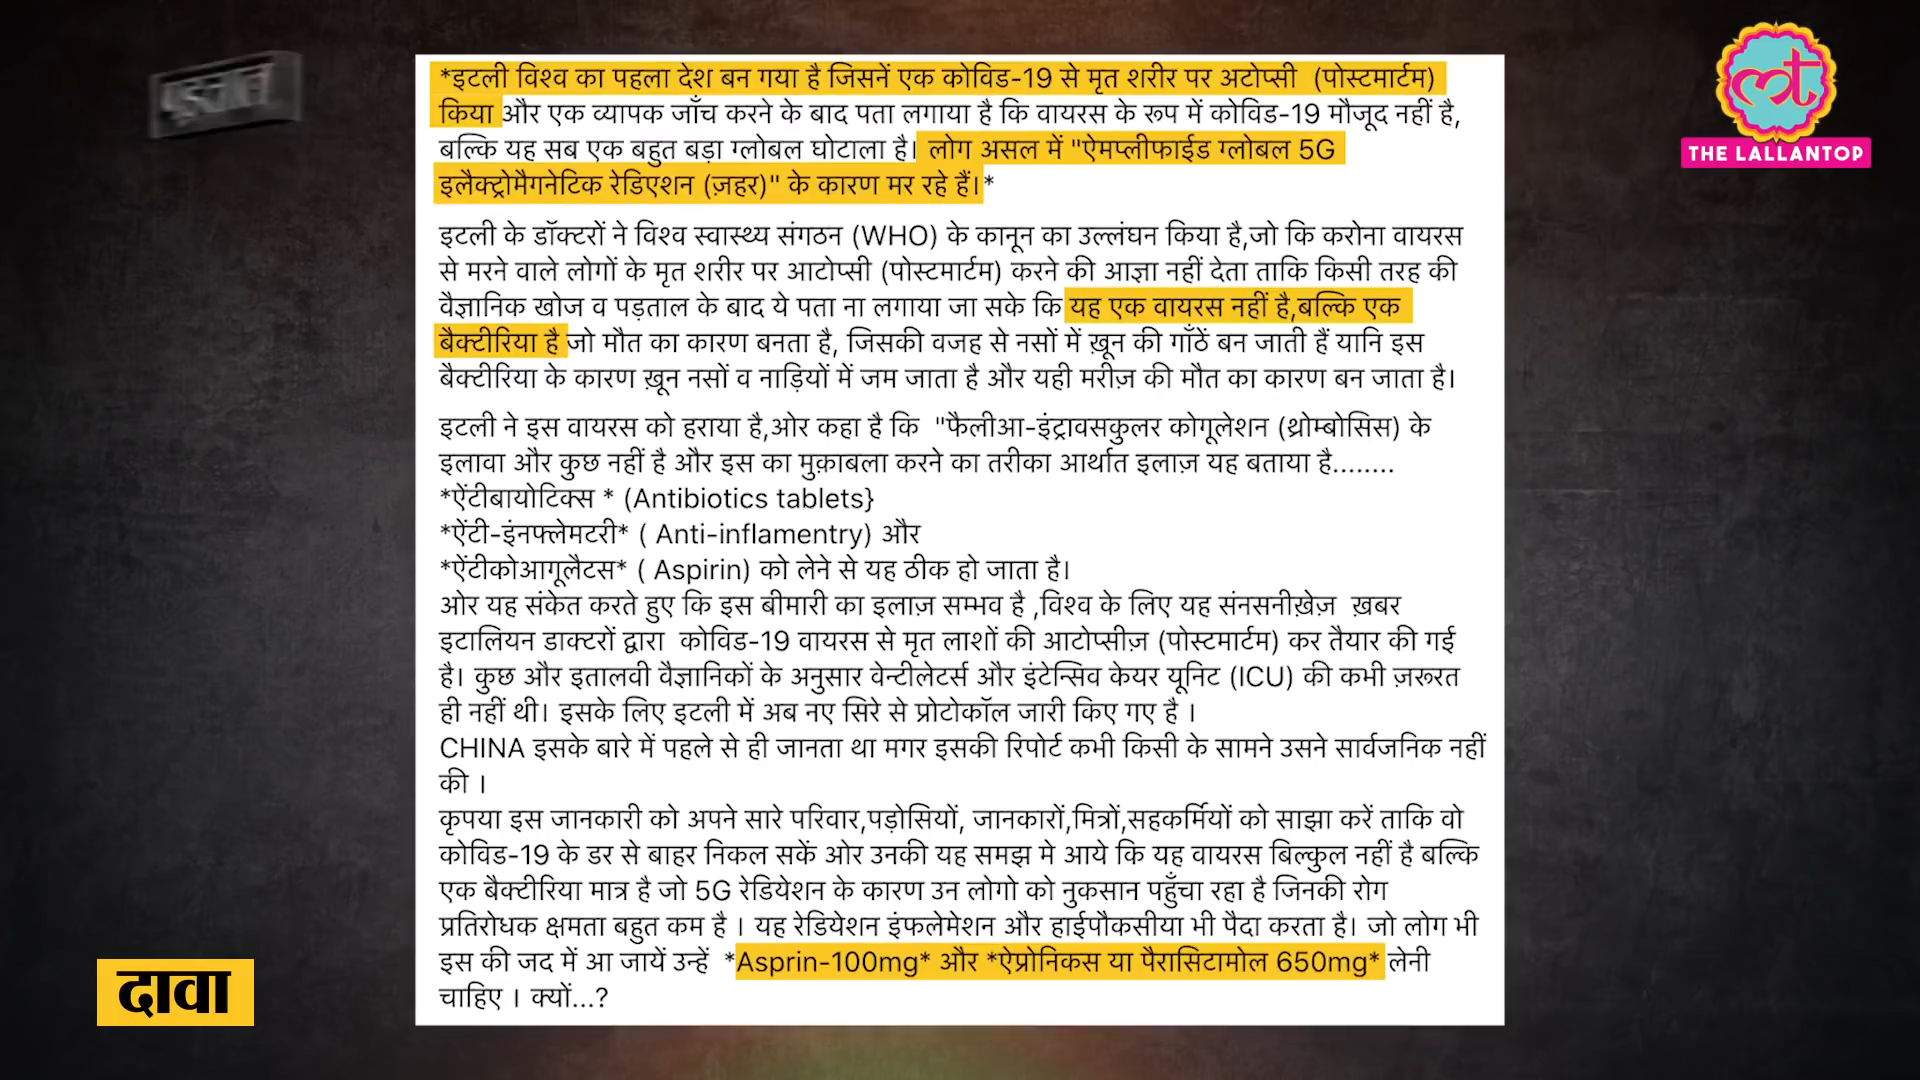 पड़ताल
THE LALLANTOP
*इटली विश्व का पहला देश बन गया है जिसनें एक कोविड-19 से मृत शरीर पर अटोप्सी (पोस्टमार्टम)
किया और एक व्यापक जाँच करने के बाद पता लगाया है कि वायरस के रूप में कोविड-19 मौजूद नहीं है,
बल्कि यह सब एक बहुत बड़ा ग्लोबल घोटाला है। लोग असल में "ऐमप्लीफाईड ग्लोबल 5G
इलैक्ट्रोमैगनेटिक रेडिएशन (ज़हर)" के कारण मर रहे हैं।*
इटली के डॉक्टरों ने विश्व स्वास्थ्य संगठन (WHO) के कानून का उल्लंघन किया है,जो कि करोना वायरस
से मरने वाले लोगों के मृत शरीर पर आटोप्सी (पोस्टमार्टम) करने की आज्ञा नहीं देता ताकि किसी तरह की
वैज्ञानिक खोज व पड़ताल के बाद ये पता ना लगाया जा सके कि यह एक वायरस नहीं है,बल्कि एक
बैक्टीरिया है जो मौत का कारण बनता है, जिसकी वजह से नसों में ख़ून की गाँठें बन जाती हैं यानि इस
बैक्टीरिया के कारण ख़ून नसों व नाड़ियों में जम जाता है और यही मरीज़ की मौत का कारण बन जाता है।
इटली ने इस वायरस को हराया है,ओर कहा है कि "फैलीआ-इंट्रावसकुलर कोगूलेशन (थ्रोम्बोसिस) के
इलावा और कुछ नहीं है और इस का मुक़ाबला करने का तरीका आर्थात इलाज़ यह बताया है........
*ऐंटीबायोटिक्स * (Antibiotics tablets}
*ऐंटी-इंनफ्लेमटरी* ( Anti-inflamentry) और
*ऐंटीकोआगूलैटस* ( Aspirin) को लेने से यह ठीक हो जाता है।
ओर यह संकेत करते हुए कि इस बीमारी का इलाज़ सम्भव है ,विश्व के लिए यह संनसनीख़ेज़ ख़बर
इटालियन डाक्टरों द्वारा कोविड-19 वायरस से मृत लाशों की आटोप्सीज़ (पोस्टमार्टम) कर तैयार की गई
है। कुछ और इतालवी वैज्ञानिकों के अनुसार वेन्टीलेटर्स और इंटेन्सिव केयर यूनिट (ICU) की कभी ज़रूरत
ही नहीं थी। इसके लिए इटली में अब नए सिरे से प्रोटोकॉल जारी किए गए है ।
CHINA इसके बारे में पहले से ही जानता था मगर इसकी रिपोर्ट कभी किसी के सामने उसने सार्वजनिक नहीं
की ।
कृपया इस जानकारी को अपने सारे परिवार,पड़ोसियों, जानकारों,मित्रों,सहकर्मियों को साझा करें ताकि वो
कोविड-19 के डर से बाहर निकल सकें ओर उनकी यह समझ मे आये कि यह वायरस बिल्कुल नहीं है बल्कि
एक बैक्टीरिया मात्र है जो 5G रेडियेशन के कारण उन लोगो को नुकसान पहुँचा रहा है जिनकी रोग
प्रतिरोधक क्षमता बहुत कम है । यह रेडियेशन इंफलेमेशन और हाईपौकसीया भी पैदा करता है। जो लोग भी
इस की जद में आ जायें उन्हें *Asprin-100mg* और *ऐप्रोनिकस या पैरासिटामोल 650mg* लेनी
चाहिए । क्यों...?
दावा